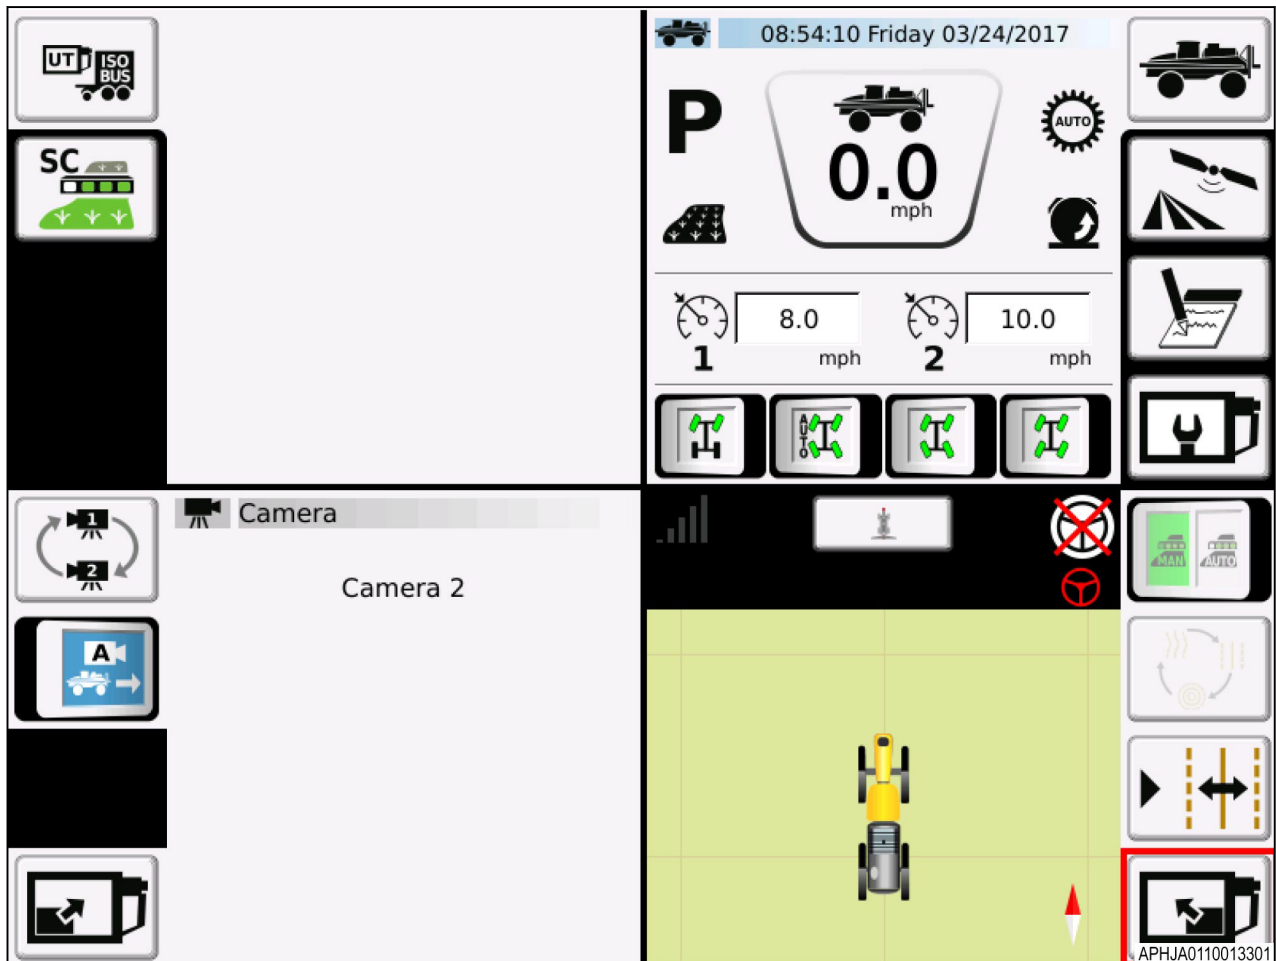 UT
ISO
BUS
SC
08:54:10 Friday 03/24/2017
P
AUTO
0.0
mph
8.0
10.0
1
mph
2
mph
AUTO
1
2
Camera
Camera 2
A
MAN
AUTO
APHJA0110013301